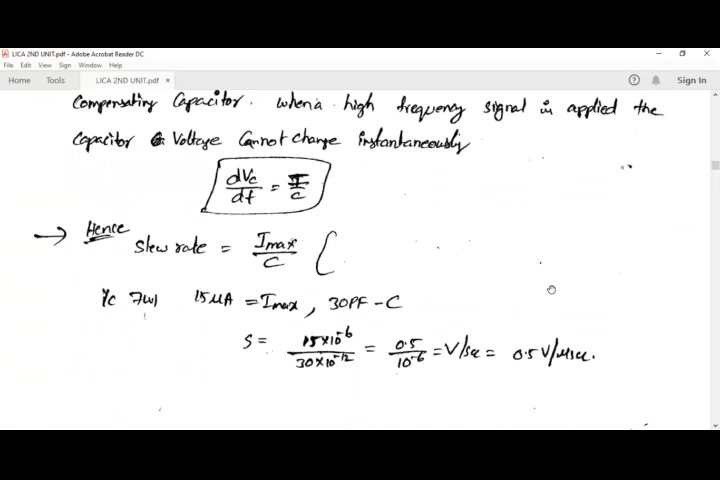 LICA 2ND UNIT.pdf - Adobe Acrobat Reader DC
File Edit View Sign Window Help
Home Tools LICA 2ND UNIT.pdf × Sign In
Compensating Capacitor. When a high frequency signal is applied the
Capacitor Voltage Cannot change instantaneously
dVc/dt = I/C
→ Hence
Slew rate = Imax/C (
IC 741 15 μA = Imax, 30PF - C
S = 15×10^-6/30×10^-12 = 0.5/10^-6 = V/sec = 0.5 V/μsec.